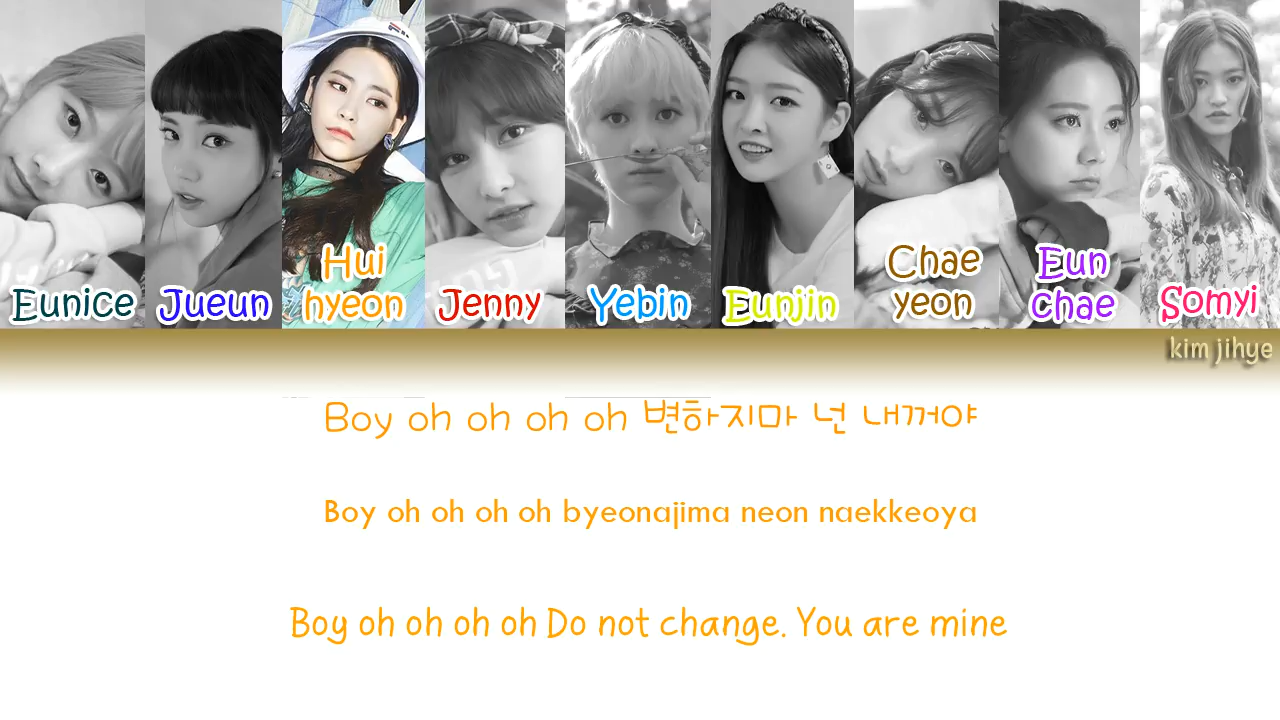 Eunice
Jueun
Hui
hyeon
Jenny
Yebin
Eunjin
Chae
yeon
Eun
chae
Somyi
kim jihye
Boy oh oh oh oh 변하지마 넌 내꺼야
Boy oh oh oh oh byeonajima neon naekkeoya
Boy oh oh oh oh Do not change. You are mine